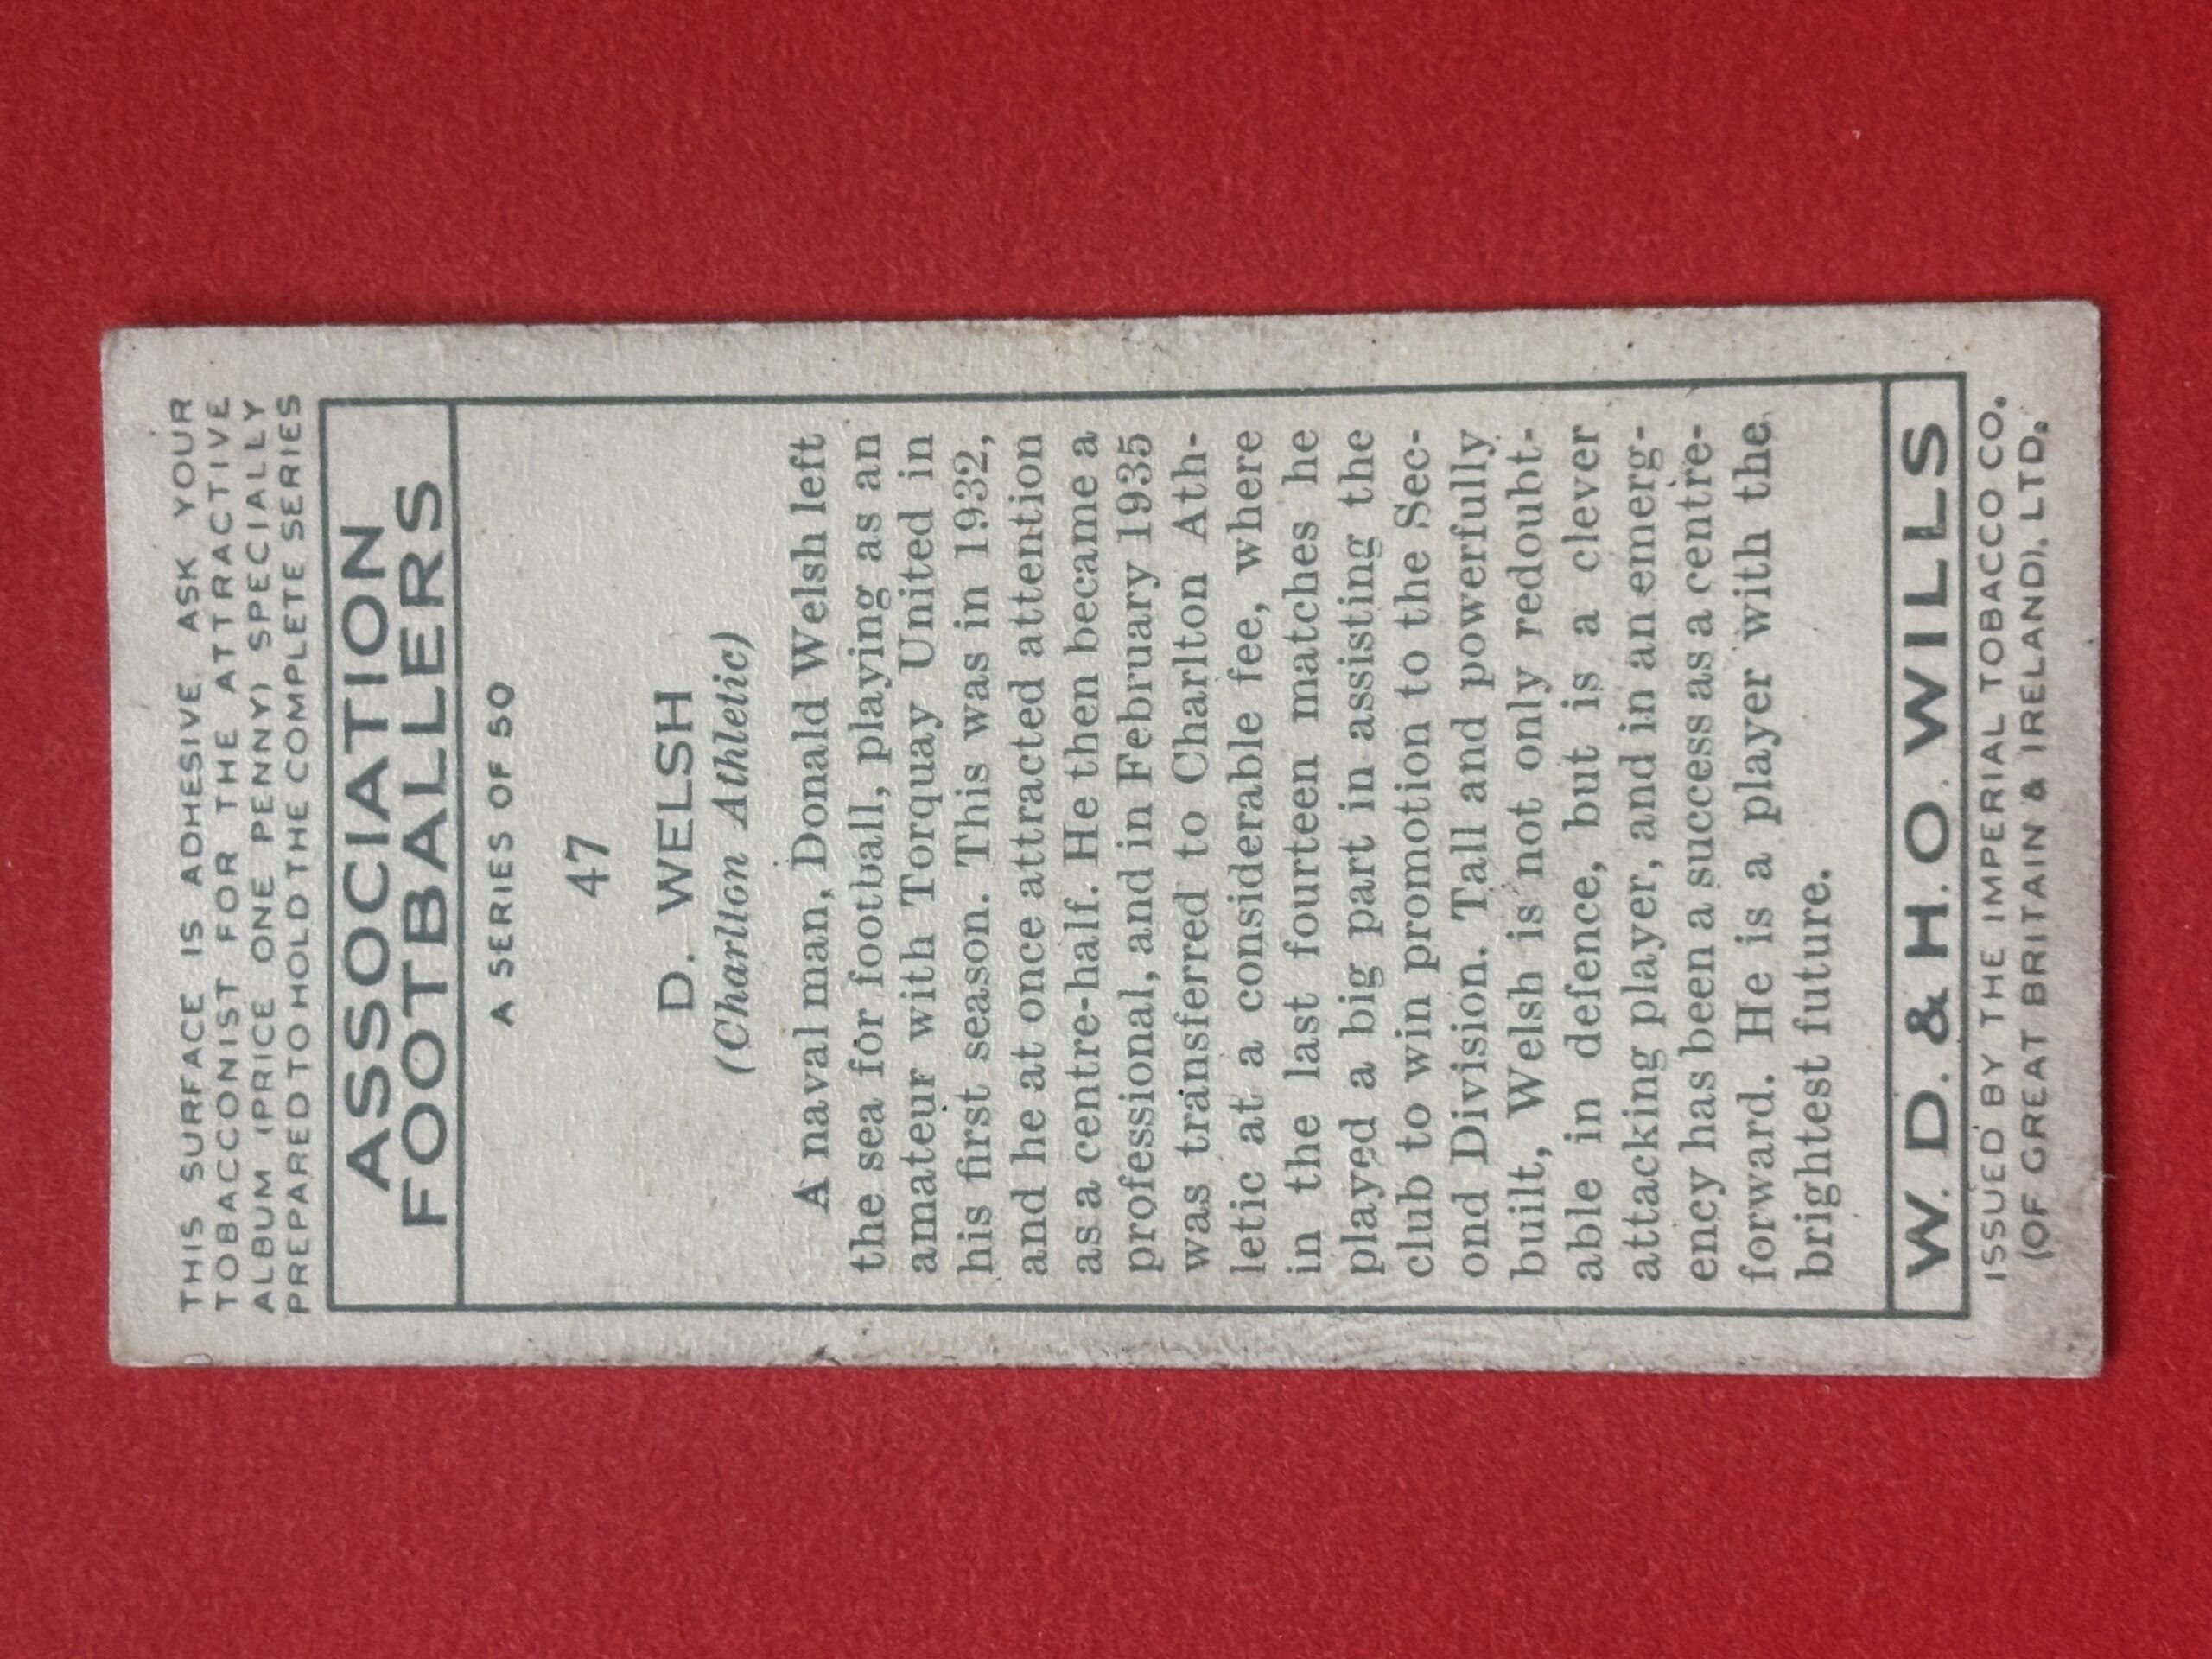 THIS SURFACE IS ADHESIVE. ASK YOUR
TOBACCONIST FOR THE ATTRACTIVE
ALBUM (PRICE ONE PENNY) SPECIALLY
PREPARED TO HOLD THE COMPLETE SERIES
ASSOCIATION
FOOTBALLERS
A SERIES OF 50
47
D. WELSH
(Charlton Athletic)
A naval man, Donald Welsh left
the sea for football, playing as an
amateur with Torquay United in
his first season. This was in 1932,
and he at once attracted attention
as a centre-half. He then became a
professional, and in February 1935
was transferred to Charlton Ath-
letic at a considerable fee, where
in the last fourteen matches he
played a big part in assisting the
club to win promotion to the Sec-
ond Division. Tall and powerfully
built, Welsh is not only redoubt-
able in defence, but is a clever
attacking player, and in an emerg-
ency has been a success as a centre-
forward. He is a player with the
brightest future.
W. D. & H. O. WILLS
ISSUED BY THE IMPERIAL TOBACCO CO.
(OF GREAT BRITAIN & IRELAND), LTD.